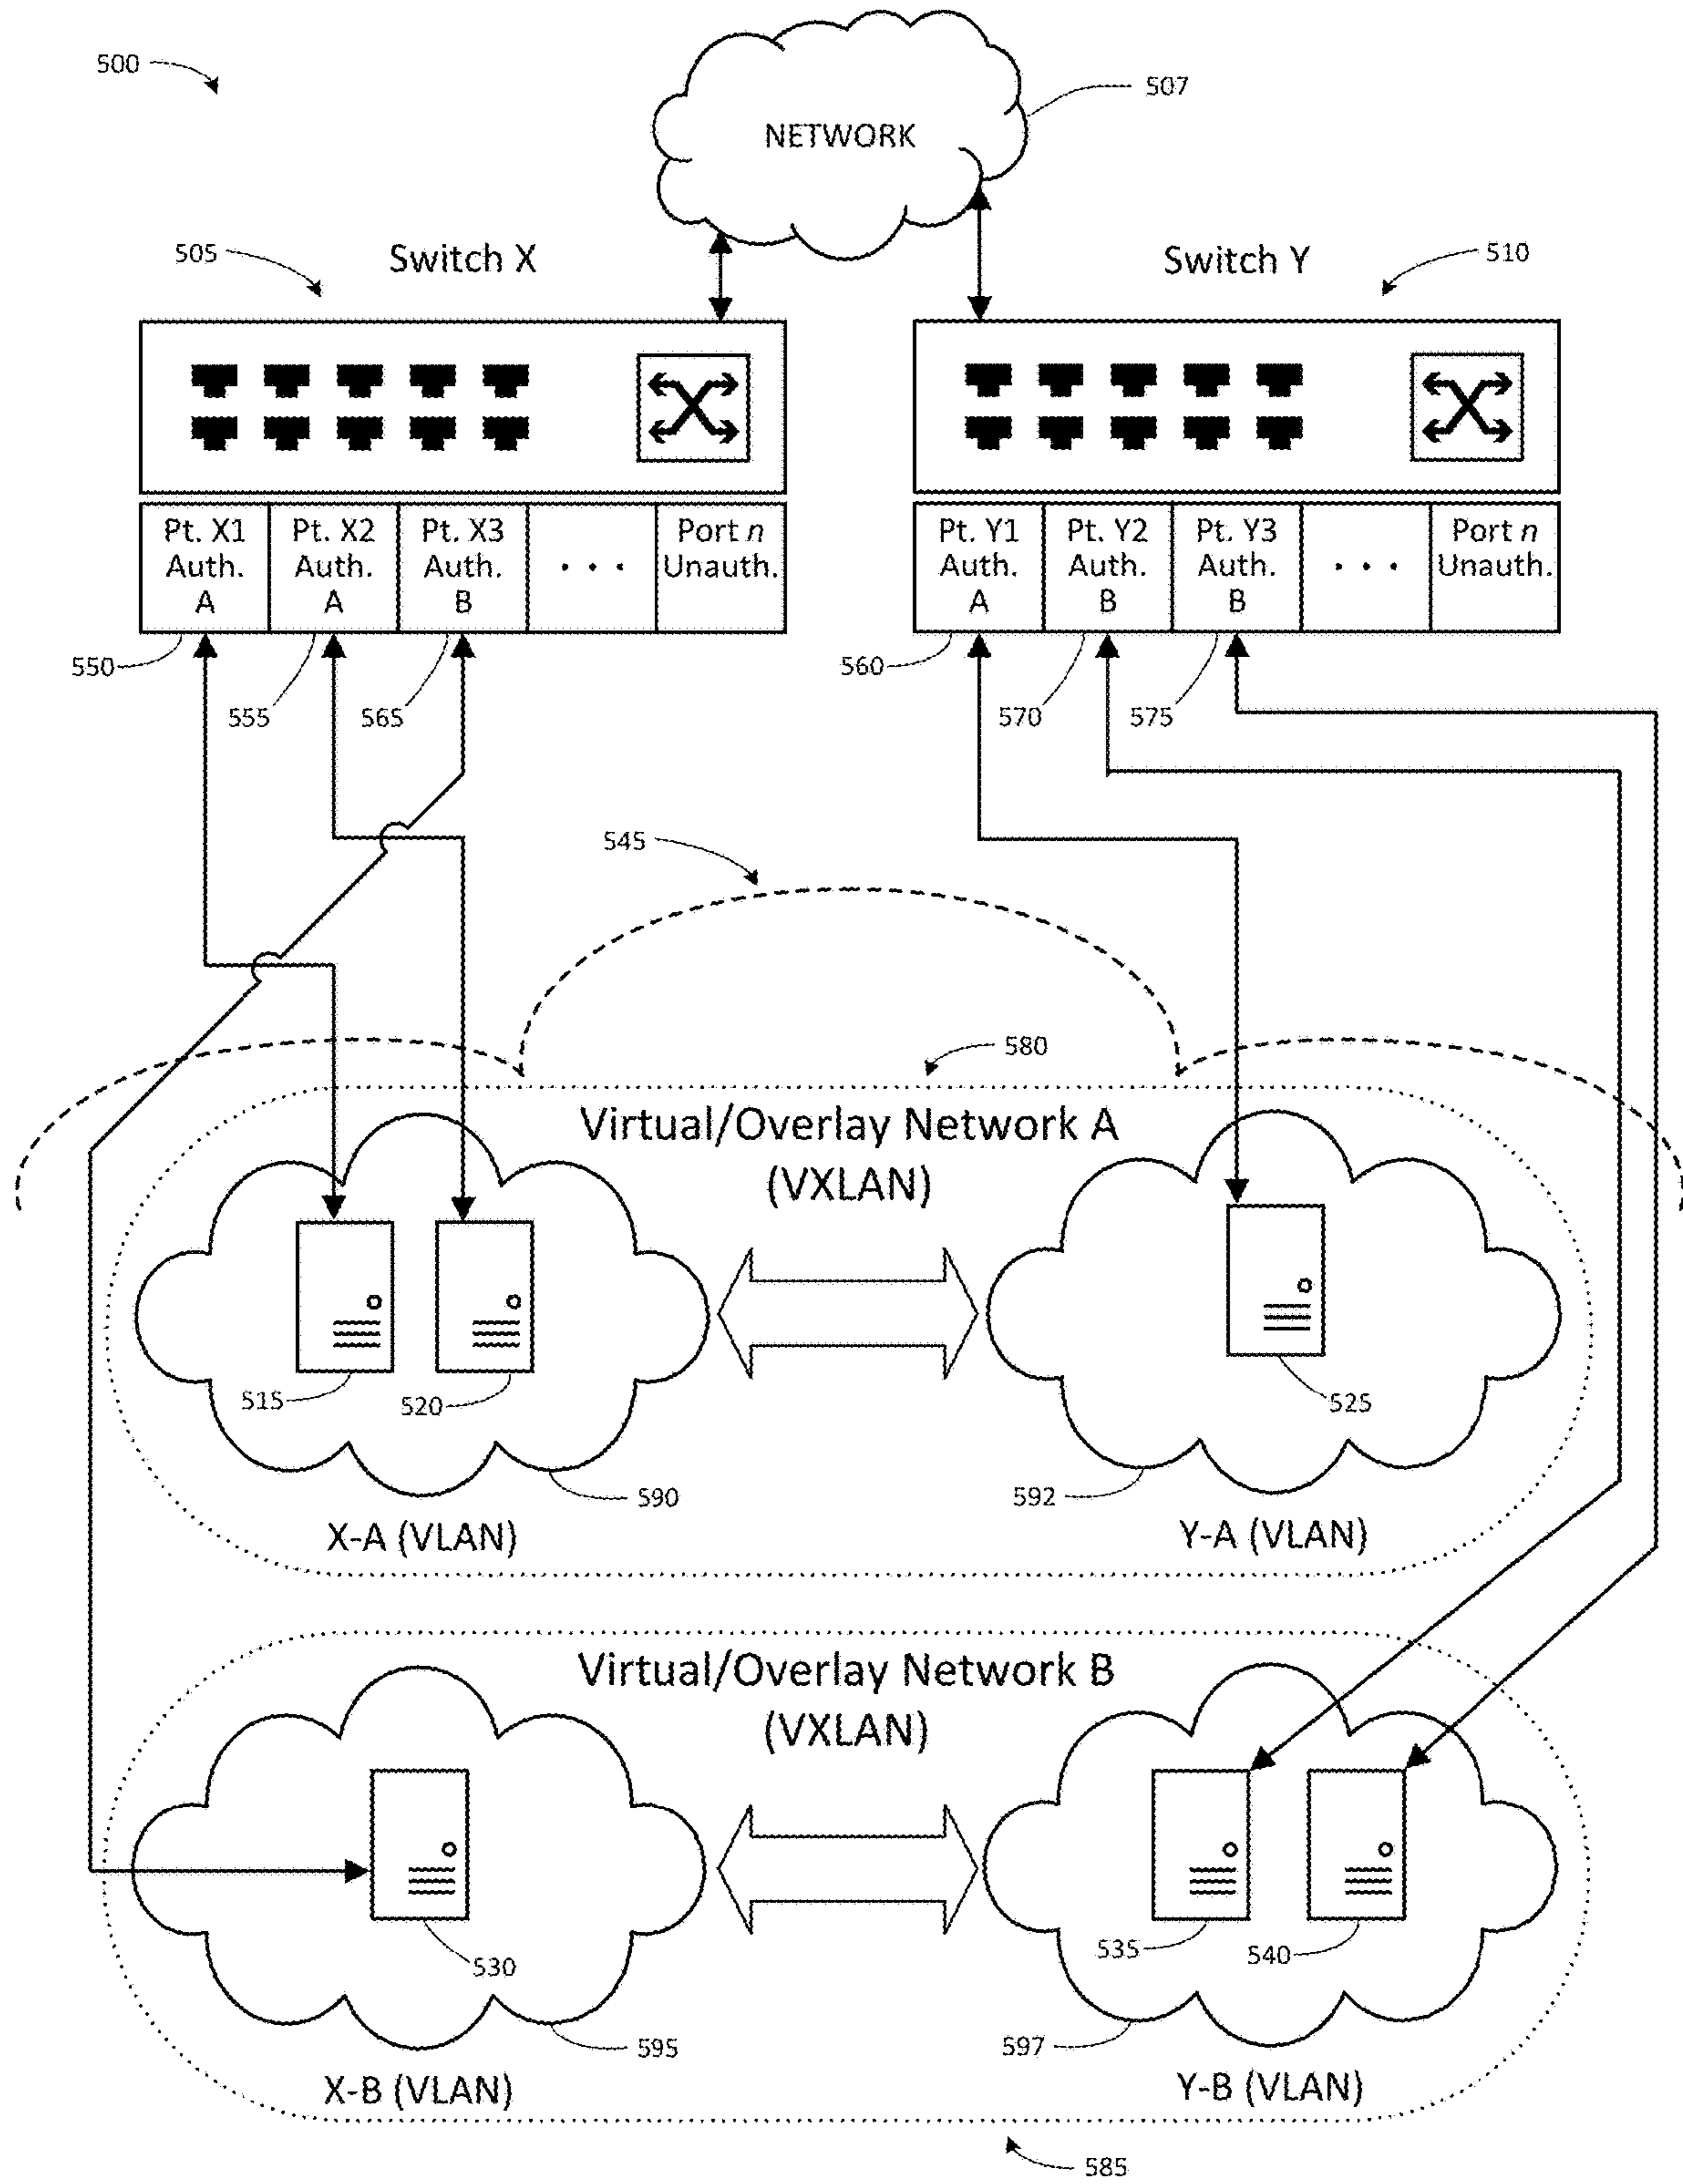 500
507
NETWORK
505
Switch X
Switch Y
510
Pt. X1
Auth.
A
Pt. X2
Auth.
A
Pt. X3
Auth.
B
. . .
Port n
Unauth.
Pt. Y1
Auth.
A
Pt. Y2
Auth.
B
Pt. Y3
Auth.
B
. . .
Port n
Unauth.
550
555
565
560
570
575
545
580
Virtual/Overlay Network A
(VXLAN)
515
520
525
590
592
X-A (VLAN)
Y-A (VLAN)
Virtual/Overlay Network B
(VXLAN)
530
535
540
595
597
X-B (VLAN)
Y-B (VLAN)
585